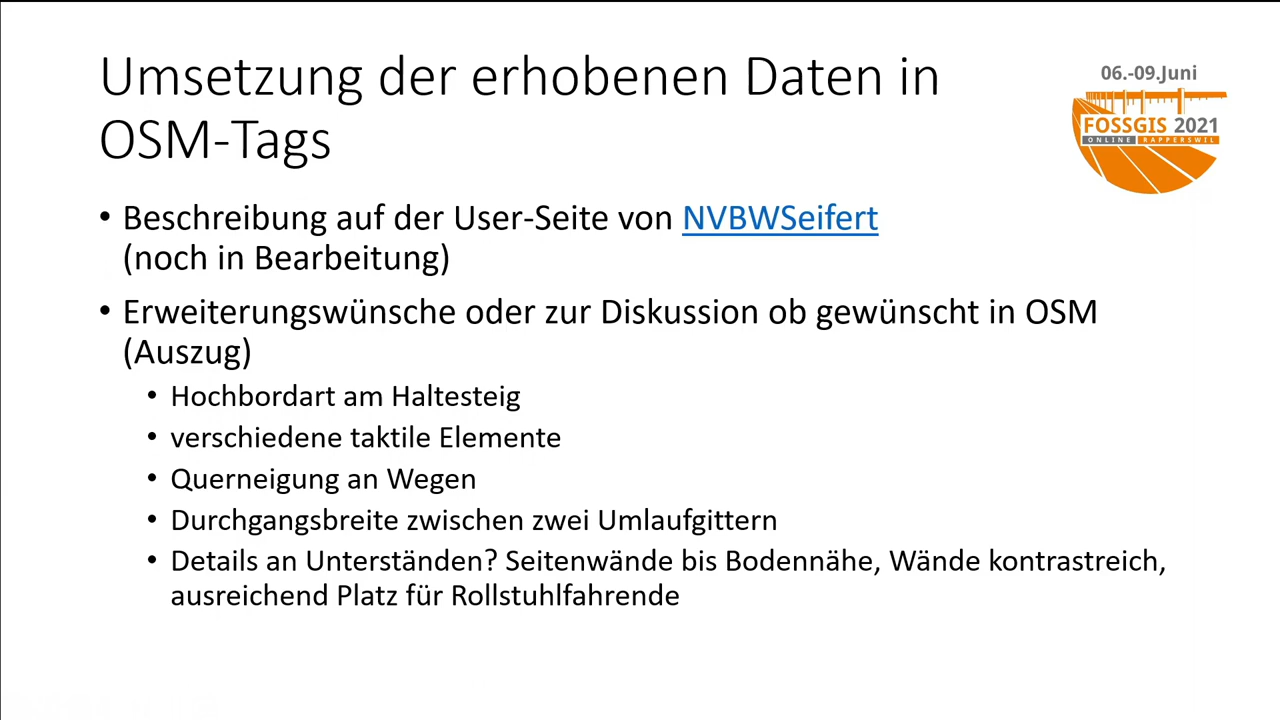 Umsetzung der erhobenen Daten in
OSM-Tags
06.-09.Juni
FOSSGIS 2021
ONLINE RAPPERSWIL
• Beschreibung auf der User-Seite von NVBWSeifert
(noch in Bearbeitung)
• Erweiterungswünsche oder zur Diskussion ob gewünscht in OSM
(Auszug)
• Hochbordart am Haltesteig
• verschiedene taktile Elemente
• Querneigung an Wegen
• Durchgangsbreite zwischen zwei Umlaufgittern
• Details an Unterständen? Seitenwände bis Bodennähe, Wände kontrastreich,
ausreichend Platz für Rollstuhlfahrende